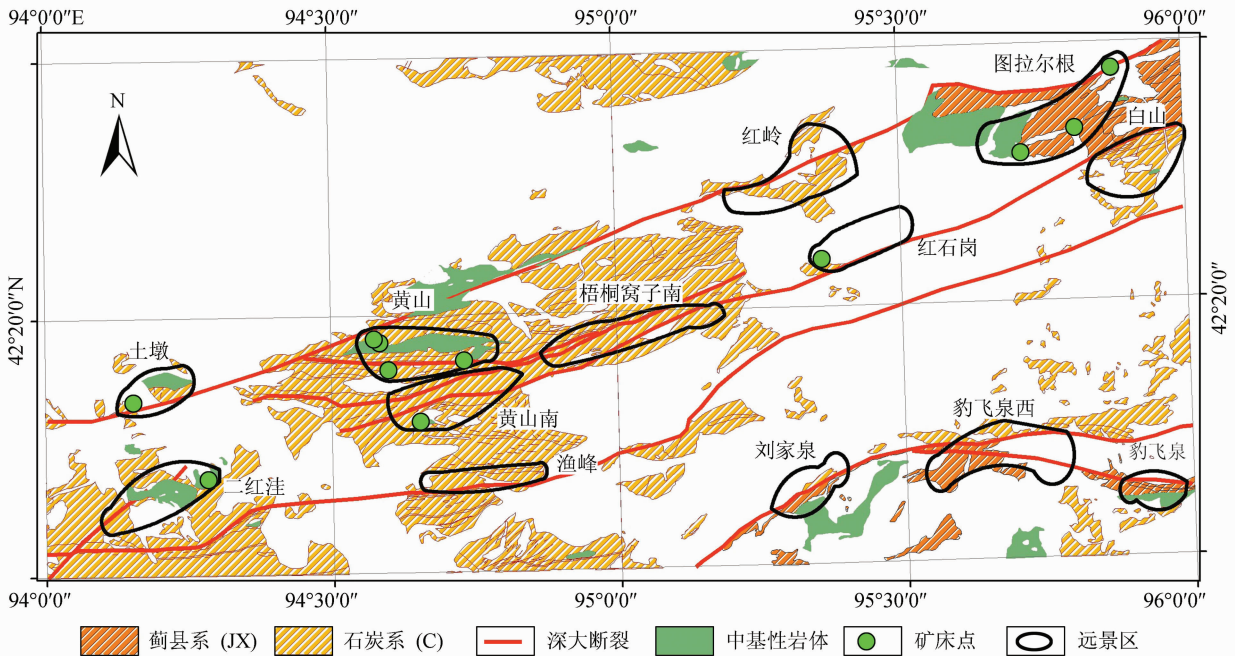 94°0′0″E
94°30′0″
95°0′0″
95°30′0″
96°0′0″
N
图拉尔根
白山
红岭
红石岗
42°20′0″N
42°20′0″
黄山
梧桐窝子南
土墩
黄山南
豹飞泉西
豹飞泉
刘家泉
渔峰
二红洼
94°0′0″
94°30′0″
95°0′0″
95°30′0″
96°0′0″
蓟县系 (JX)
石炭系 (C)
深大断裂
中基性岩体
矿床点
远景区